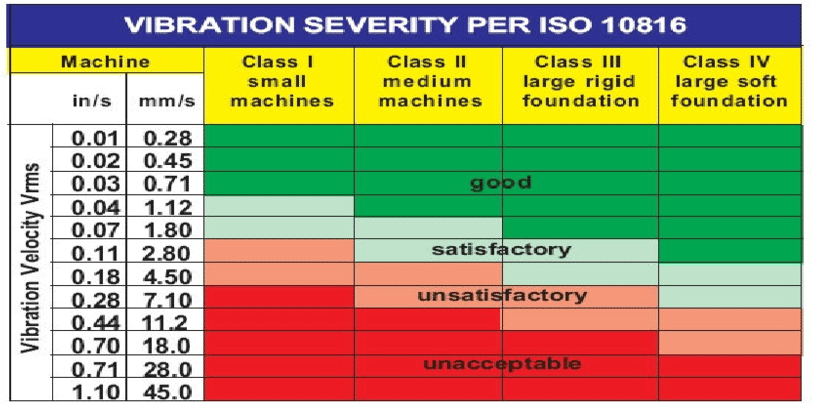 VIBRATION SEVERITY PER ISO 10816
Machine Class I Class II Class III Class IV
small medium large rigid large soft
in/s mm/s machines machines foundation foundation
Vibration Velocity Vrms
0.01 0.28
0.02 0.45
0.03 0.71 good
0.04 1.12
0.07 1.80
0.11 2.80 satisfactory
0.18 4.50
0.28 7.10 unsatisfactory
0.44 11.2
0.70 18.0
0.71 28.0 unacceptable
1.10 45.0